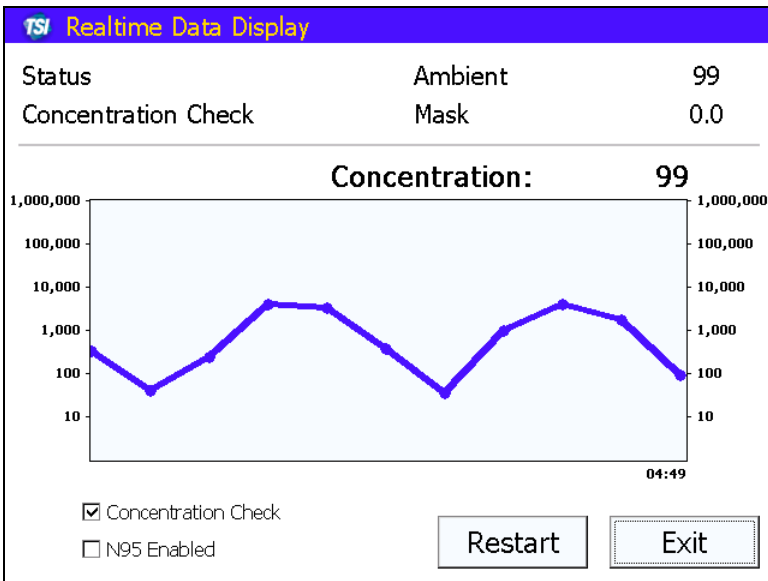 TSI Realtime Data Display
Status Ambient 99
Concentration Check Mask 0.0
Concentration: 99
1,000,000 1,000,000
100,000 100,000
10,000 10,000
1,000 1,000
100 100
10 10
04:49
Concentration Check
N95 Enabled
Restart Exit